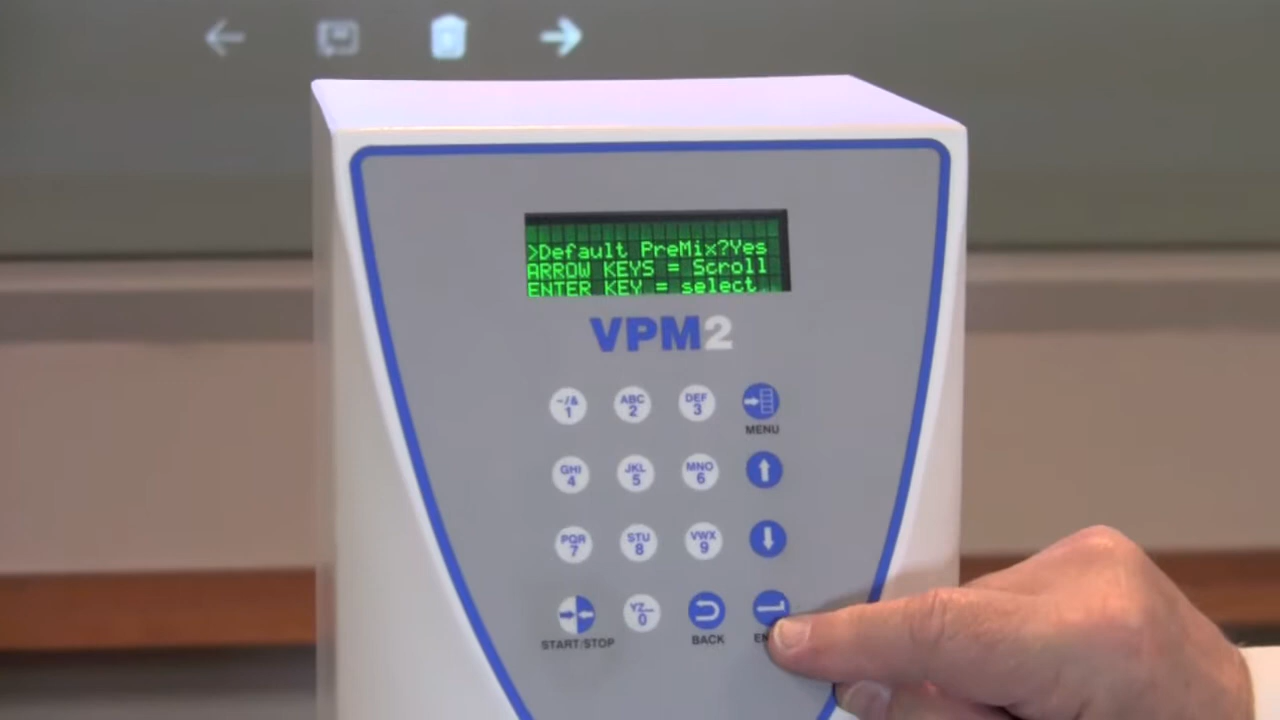 >Default PreMix?Yes
ARROW KEYS = Scroll
ENTER KEY = select
VPM2
~/& 1
ABC 2
DEF 3
MENU
GHI 4
JKL 5
MNO 6
PQR 7
STU 8
VWX 9
START/STOP
YZ_ 0
BACK